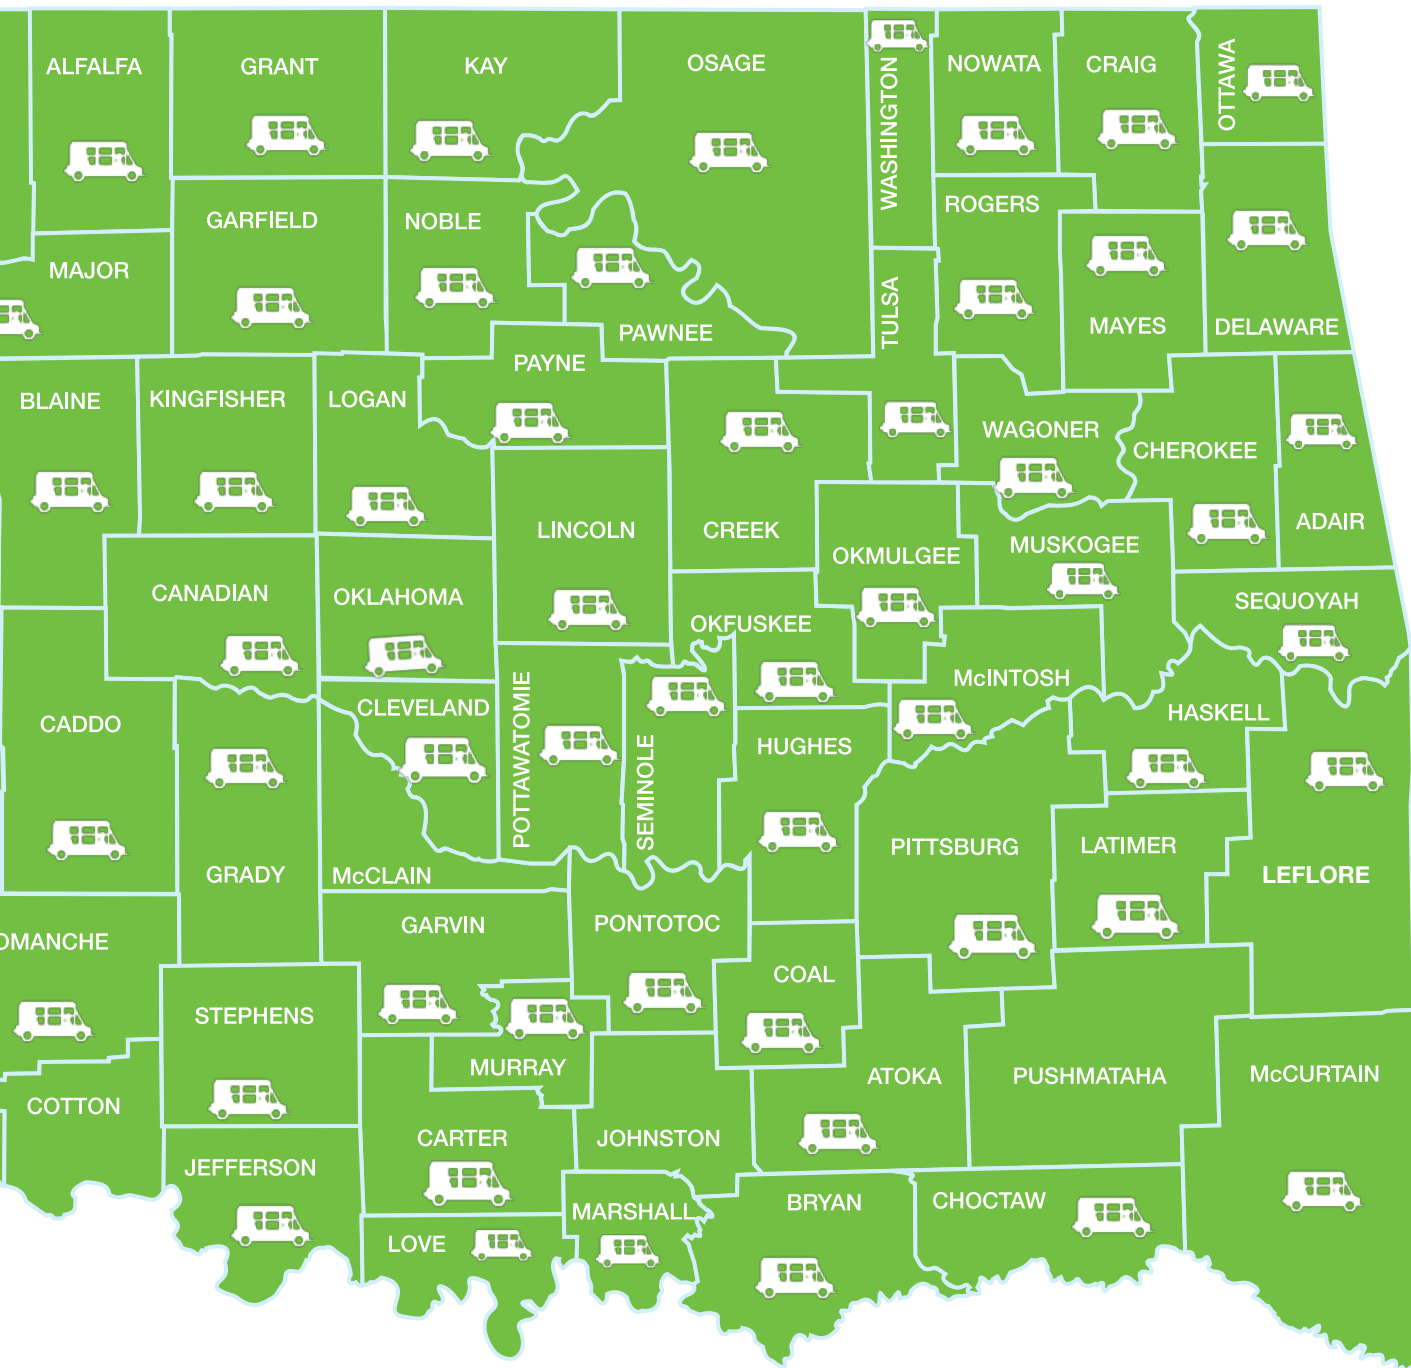 ALFALFA
GRANT
KAY
OSAGE
WASHINGTON
NOWATA
CRAIG
OTTAWA
MAJOR
GARFIELD
NOBLE
PAWNEE
TULSA
ROGERS
MAYES
DELAWARE
BLAINE
KINGFISHER
LOGAN
PAYNE
LINCOLN
CREEK
WAGONER
CHEROKEE
ADAIR
CANADIAN
OKLAHOMA
OKFUSKEE
OKMULGEE
MUSKOGEE
SEQUOYAH
CADDO
GRADY
CLEVELAND
McCLAIN
POTTAWATOMIE
SEMINOLE
HUGHES
McINTOSH
HASKELL
PITTSBURG
LATIMER
LEFLORE
OMANCHE
STEPHENS
GARVIN
MURRAY
PONTOTOC
COAL
ATOKA
PUSHMATAHA
McCURTAIN
COTTON
JEFFERSON
CARTER
JOHNSTON
LOVE
MARSHALL
BRYAN
CHOCTAW